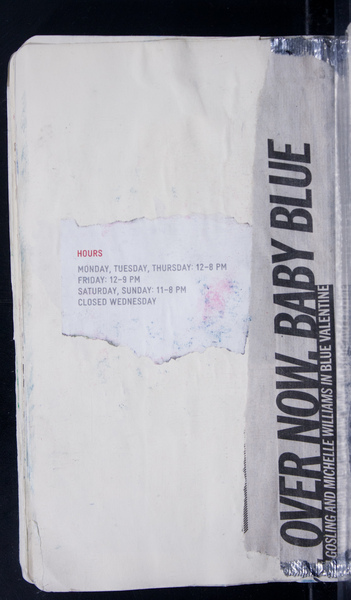 HOURS
MONDAY, TUESDAY, THURSDAY: 12–8 PM
FRIDAY: 12–9 PM
SATURDAY, SUNDAY: 11–8 PM
CLOSED WEDNESDAY
OVER NOW, BABY BLUE
GOSLING AND MICHELLE WILLIAMS IN BLUE VALENTINE